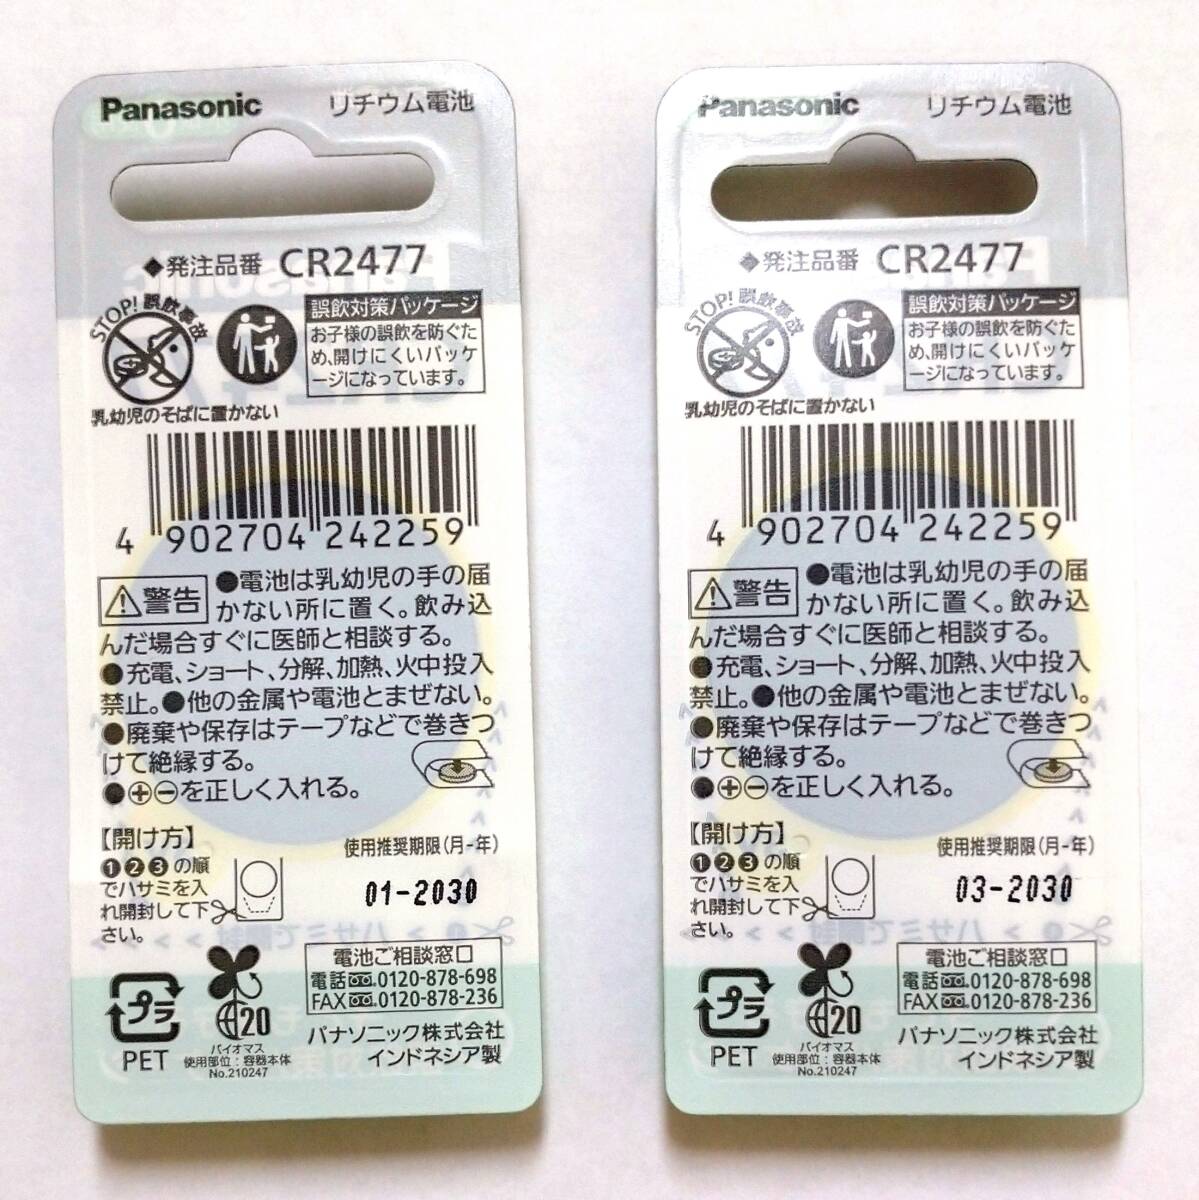 Panasonic リチウム電池
◆発注品番 CR2477
STOP!誤飲事故
乳幼児のそばに置かない
誤飲対策パッケージ
お子様の誤飲を防ぐた
め、開けにくいパッケ
ージになっています。
4 902704 242259
⚠警告 ●電池は乳幼児の手の届
かない所に置く。飲み込
んだ場合すぐに医師と相談する。
●充電、ショート、分解、加熱、火中投入
禁止。●他の金属や電池とまぜない。
●廃棄や保存はテープなどで巻きつ
けて絶縁する。
●⊕⊖を正しく入れる。
【開け方】
❶❷❸の順
でハサミを入
れ開封して下
さい。
使用推奨期限(月-年)
01-2030
プラ
PET
20
バイオマス
使用部位:容器本体
No.210247
電池ご相談窓口
電話 0120-878-698
FAX 0120-878-236
パナソニック株式会社
インドネシア製
Panasonic リチウム電池
◆発注品番 CR2477
STOP!誤飲事故
乳幼児のそばに置かない
誤飲対策パッケージ
お子様の誤飲を防ぐた
め、開けにくいパッケ
ージになっています。
4 902704 242259
⚠警告 ●電池は乳幼児の手の届
かない所に置く。飲み込
んだ場合すぐに医師と相談する。
●充電、ショート、分解、加熱、火中投入
禁止。●他の金属や電池とまぜない。
●廃棄や保存はテープなどで巻きつ
けて絶縁する。
●⊕⊖を正しく入れる。
【開け方】
❶❷❸の順
でハサミを入
れ開封して下
さい。
使用推奨期限(月-年)
03-2030
プラ
PET
20
バイオマス
使用部位:容器本体
No.210247
電池ご相談窓口
電話 0120-878-698
FAX 0120-878-236
パナソニック株式会社
インドネシア製